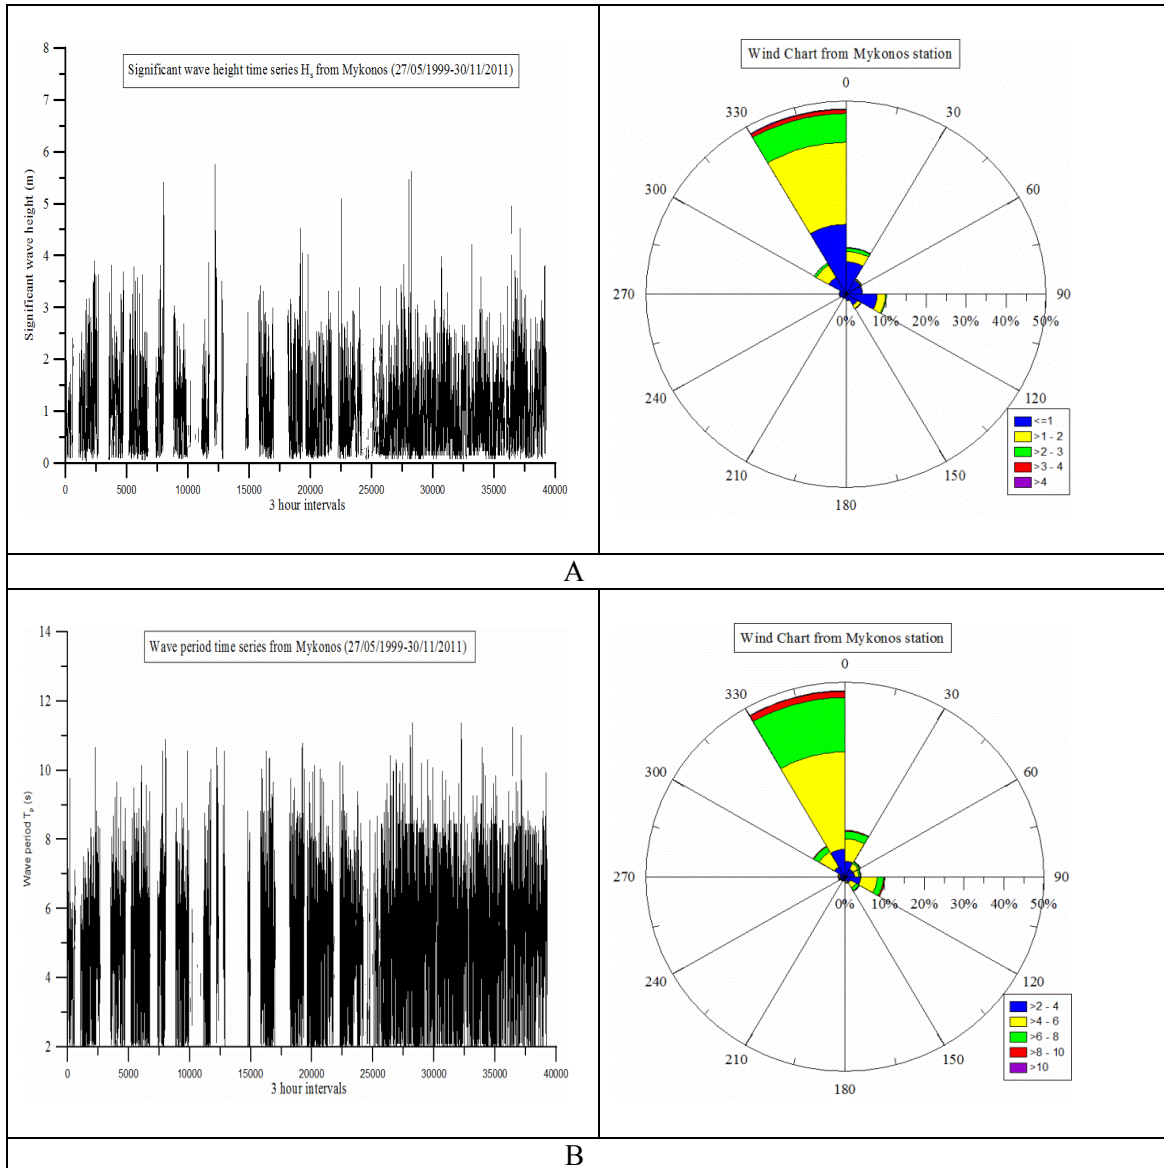 Significant wave height time series Hs from Mykonos (27/05/1999-30/11/2011)
Significant wave height (m)
8
7
6
5
4
3
2
1
0
0 5000 10000 15000 20000 25000 30000 35000 40000
3 hour intervals
Wind Chart from Mykonos station
0
330 30
300 60
270 90
0% 10% 20% 30% 40% 50%
240 120
210 150
180
<=1
>1 - 2
>2 - 3
>3 - 4
>4
A
Wave period time series from Mykonos (27/05/1999-30/11/2011)
Wave period Tp (s)
14
12
10
8
6
4
2
0 5000 10000 15000 20000 25000 30000 35000 40000
3 hour intervals
Wind Chart from Mykonos station
0
330 30
300 60
270 90
0% 10% 20% 30% 40% 50%
240 120
210 150
180
>2 - 4
>4 - 6
>6 - 8
>8 - 10
>10
B